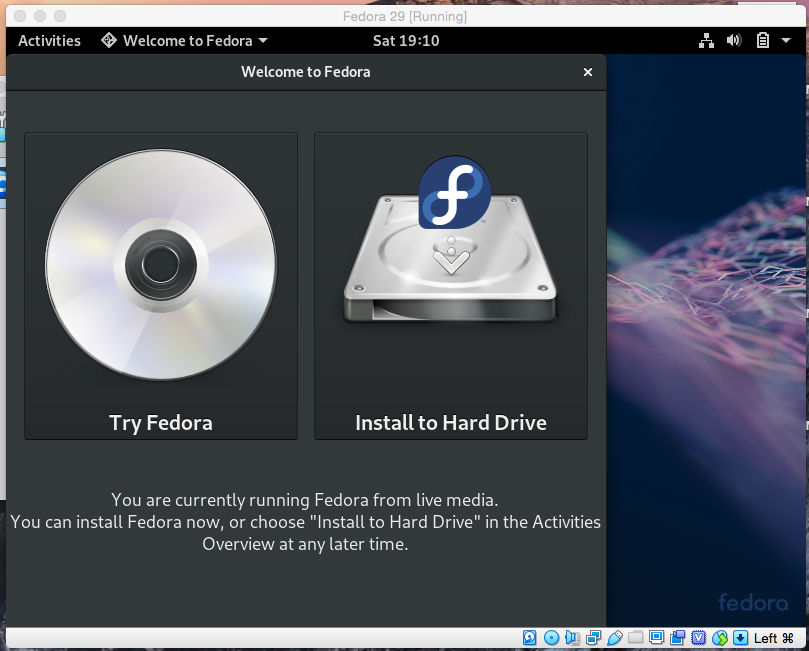 Fedora 29 [Running]
Activities Welcome to Fedora Sat 19:10
Welcome to Fedora
Try Fedora
Install to Hard Drive
You are currently running Fedora from live media.
You can install Fedora now, or choose "Install to Hard Drive" in the Activities
Overview at any later time.
fedora
Left ⌘